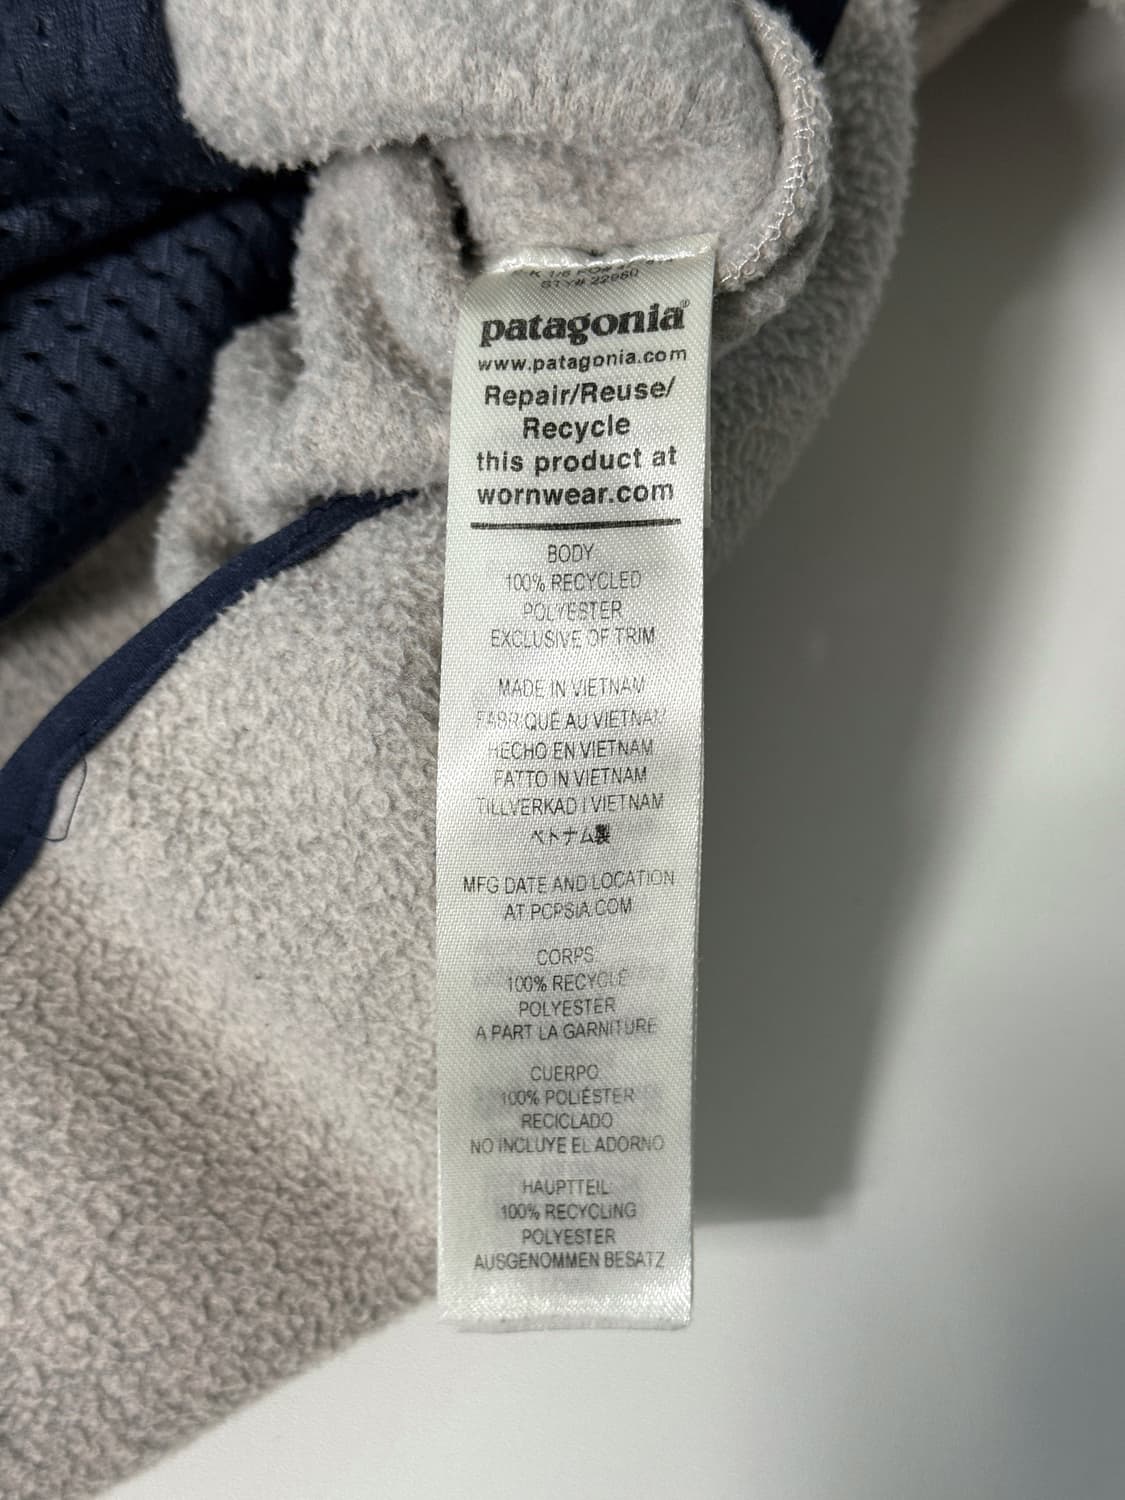 patagonia®
www.patagonia.com
Repair/Reuse/
Recycle
this product at
wornwear.com
BODY
100% RECYCLED
POLYESTER
EXCLUSIVE OF TRIM
MADE IN VIETNAM
FABRIQUÉ AU VIETNAM
HECHO EN VIETNAM
FATTO IN VIETNAM
TILLVERKAD I VIETNAM
ベトナム製
MFG DATE AND LOCATION
AT PCPSIA.COM
CORPS
100% RECYCLÉ
POLYESTER
A PART LA GARNITURE
CUERPO
100% POLIÉSTER
RECICLADO
NO INCLUYE EL ADORNO
HAUPTTEIL:
100% RECYCLING
POLYESTER
AUSGENOMMEN BESATZ